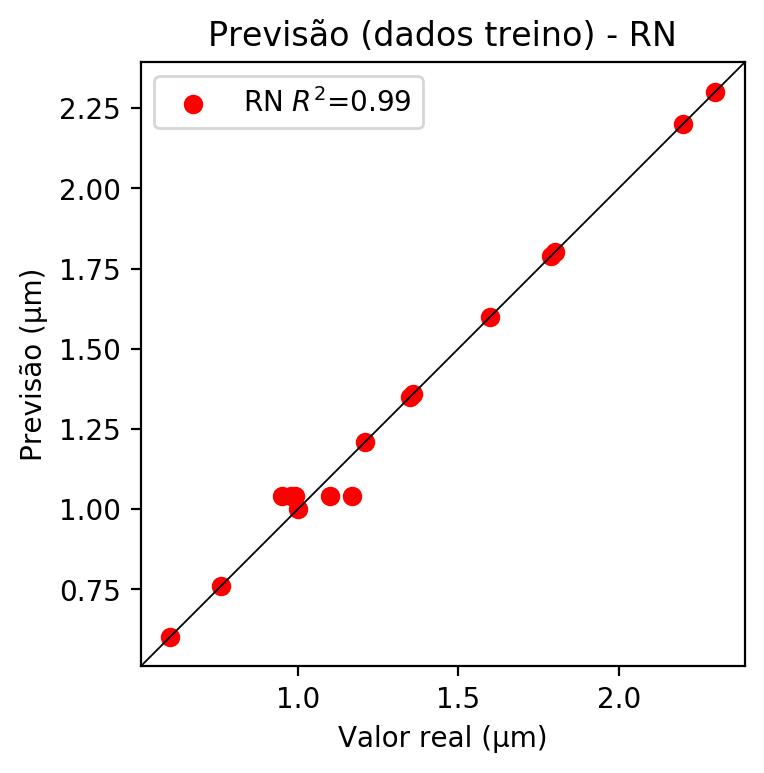 Previsão (dados treino) - RN
RN R²=0.99
2.25
2.00
1.75
1.50
1.25
1.00
0.75
Previsão (µm)
1.0 1.5 2.0
Valor real (µm)